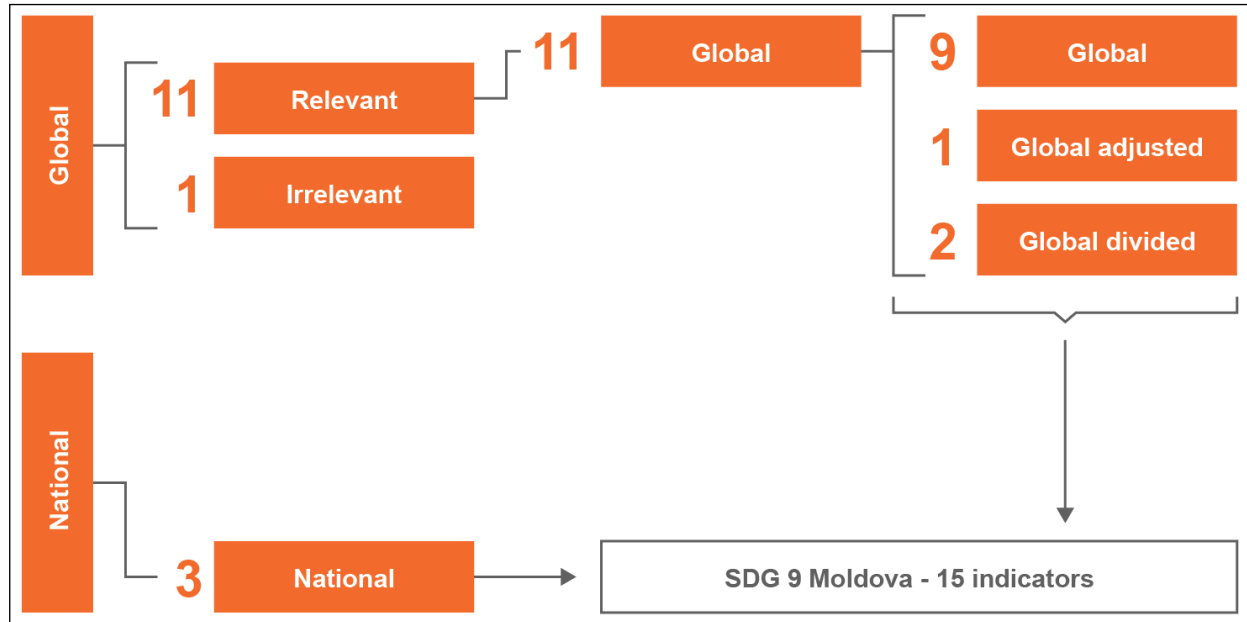 Global
11 Relevant
1 Irrelevant
11 Global
9 Global
1 Global adjusted
2 Global divided
National
3 National
SDG 9 Moldova - 15 indicators